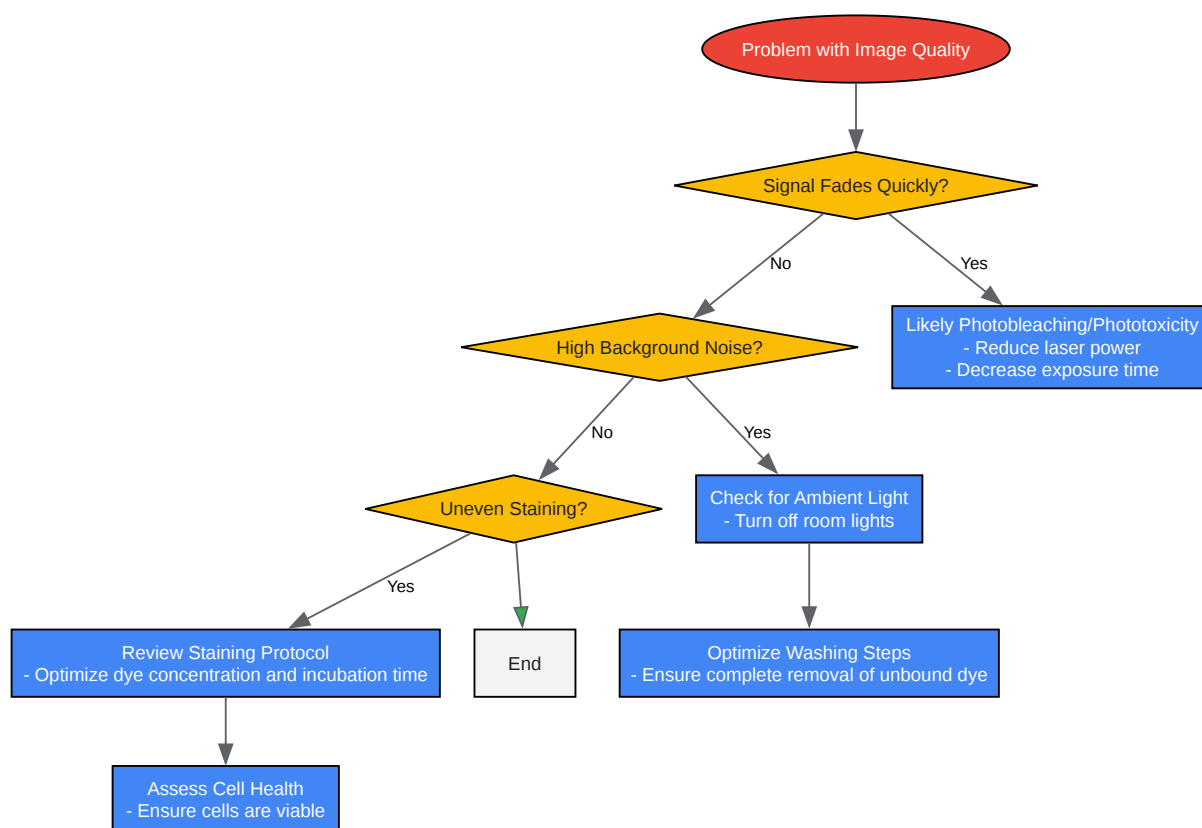 Problem with Image Quality
Signal Fades Quickly?
No
Yes
Likely Photobleaching/Phototoxicity
- Reduce laser power
- Decrease exposure time
High Background Noise?
No
Yes
Uneven Staining?
Check for Ambient Light
- Turn off room lights
Yes
Review Staining Protocol
- Optimize dye concentration and incubation time
End
Optimize Washing Steps
- Ensure complete removal of unbound dye
Assess Cell Health
- Ensure cells are viable